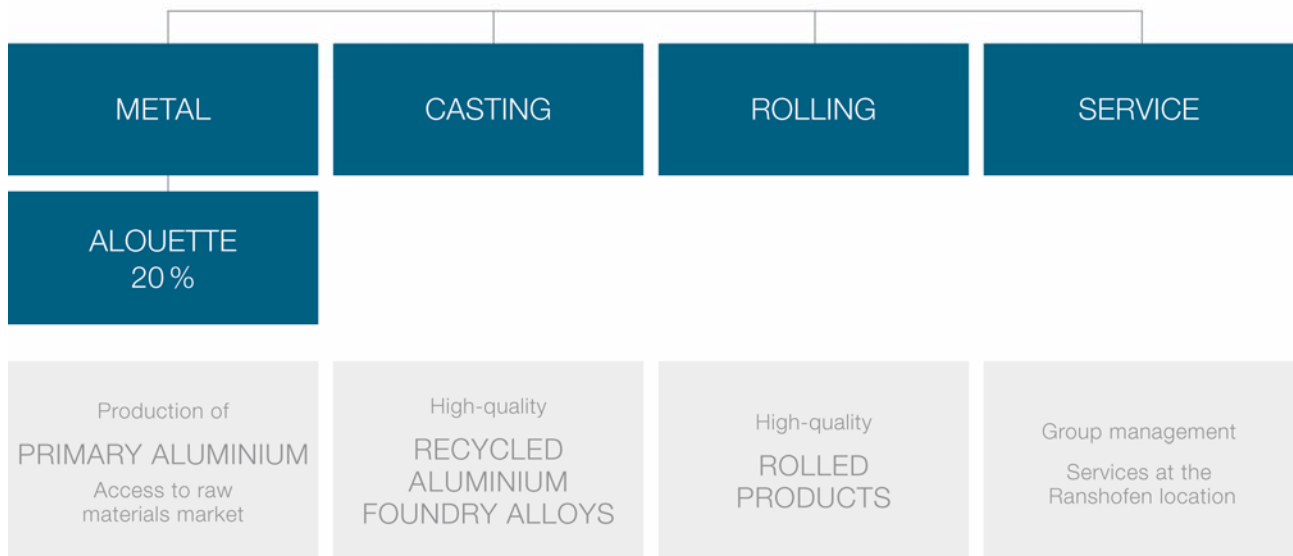 METAL
CASTING
ROLLING
SERVICE
ALOUETTE
20 %
Production of
PRIMARY ALUMINIUM
Access to raw
materials market
High-quality
RECYCLED
ALUMINIUM
FOUNDRY ALLOYS
High-quality
ROLLED
PRODUCTS
Group management
Services at the
Ranshofen location